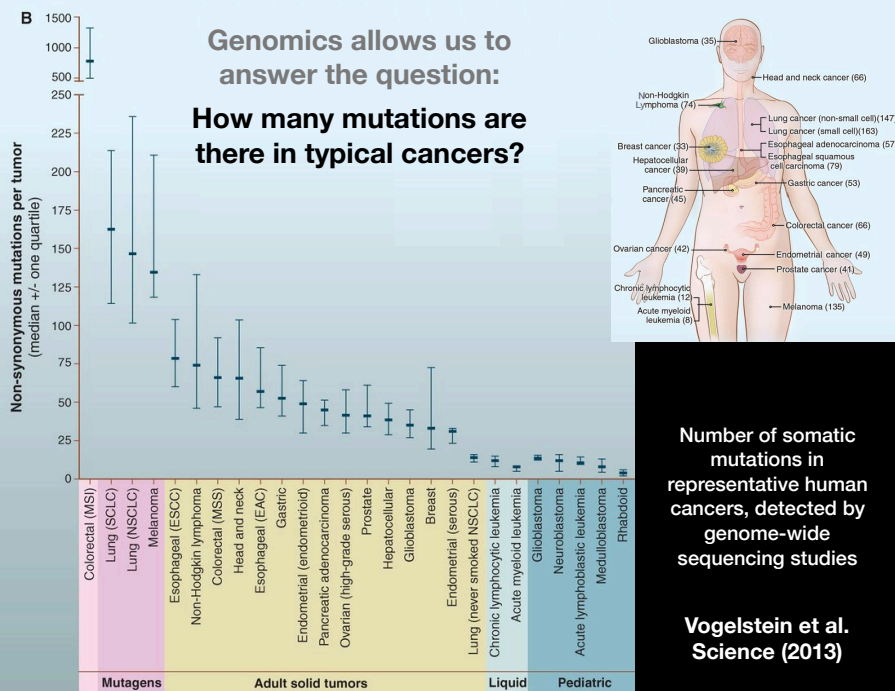 B
Genomics allows us to
answer the question:
How many mutations are
there in typical cancers?
Non-synonymous mutations per tumor
(median +/- one quartile)
1500
1000
500
250
225
200
175
150
125
100
75
50
25
0
Colorectal (MSI)
Lung (SCLC)
Lung (NSCLC)
Melanoma
Esophageal (ESCC)
Non-Hodgkin lymphoma
Colorectal (MSS)
Head and neck
Esophageal (EAC)
Gastric
Endometrial (endometrioid)
Pancreatic adenocarcinoma
Ovarian (high-grade serous)
Prostate
Hepatocellular
Glioblastoma
Breast
Endometrial (serous)
Lung (never smoked NSCLC)
Chronic lymphocytic leukemia
Acute myeloid leukemia
Glioblastoma
Neuroblastoma
Acute lymphoblastic leukemia
Medulloblastoma
Rhabdoid
Mutagens
Adult solid tumors
Liquid
Pediatric
Glioblastoma (35)
Head and neck cancer (66)
Non-Hodgkin
Lymphoma (74)
Lung cancer (non-small cell)(147
Lung cancer (small cell)(163)
Breast cancer (33)
Esophageal adenocarcinoma (57
Hepatocellular
cancer (39)
Esophageal squamous
cell carcinoma (79)
Pancreatic
cancer (45)
Gastric cancer (53)
Colorectal cancer (66)
Ovarian cancer (42)
Endometrial cancer (49)
Prostate cancer (41)
Chronic lymphocytic
leukemia (12)
Acute myeloid
leukemia (8)
Melanoma (135)
Number of somatic
mutations in
representative human
cancers, detected by
genome-wide
sequencing studies
Vogelstein et al.
Science (2013)